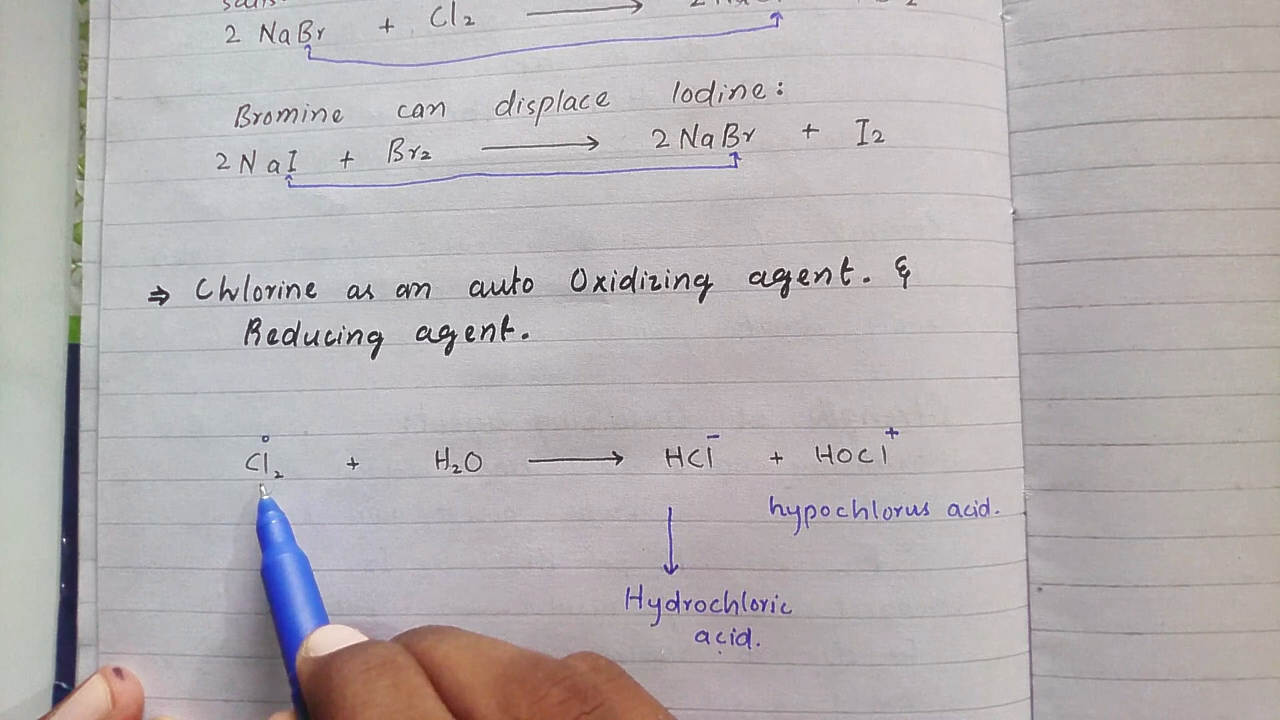 2 NaBr + Cl₂ ⟶
Bromine can displace Iodine:
2 NaI + Br₂ ⟶ 2 NaBr + I₂
⇒ Chlorine as an auto Oxidizing agent. &
Reducing agent.
Cl₂° + H₂O ⟶ HCl⁻ + HOCl⁺
hypochlorus acid.
Hydrochloric
acid.